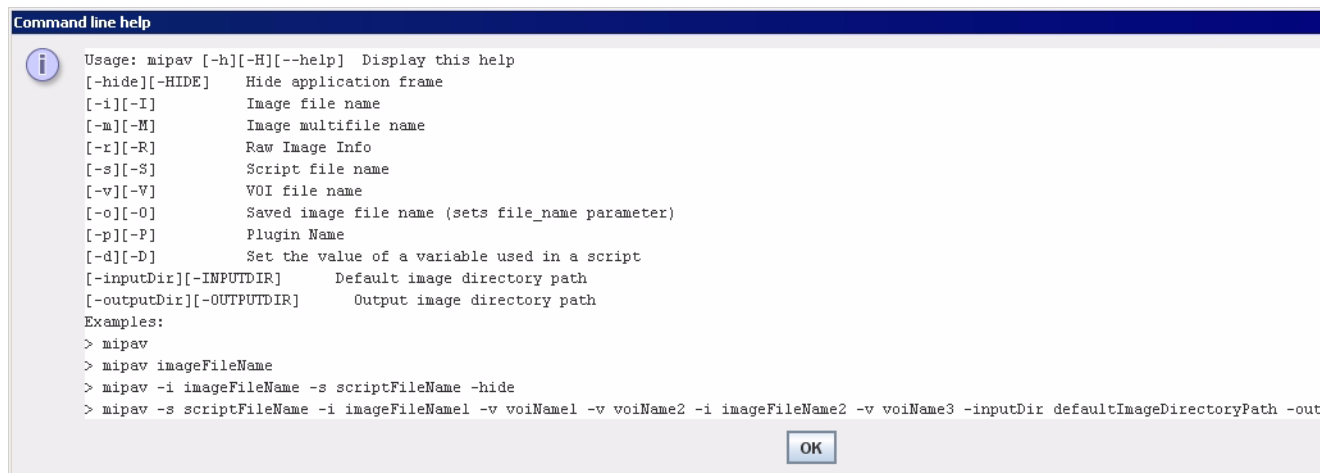 Command line help
Usage: mipav [-h][-H][--help] Display this help
[-hide][-HIDE] Hide application frame
[-i][-I] Image file name
[-m][-M] Image multifile name
[-r][-R] Raw Image Info
[-s][-S] Script file name
[-v][-V] VOI file name
[-o][-O] Saved image file name (sets file_name parameter)
[-p][-P] Plugin Name
[-d][-D] Set the value of a variable used in a script
[-inputDir][-INPUTDIR] Default image directory path
[-outputDir][-OUTPUTDIR] Output image directory path
Examples:
> mipav
> mipav imageFileName
> mipav -i imageFileName -s scriptFileName -hide
> mipav -s scriptFileName -i imageFileName1 -v voiName1 -v voiName2 -i imageFileName2 -v voiName3 -inputDir defaultImageDirectoryPath -out
OK